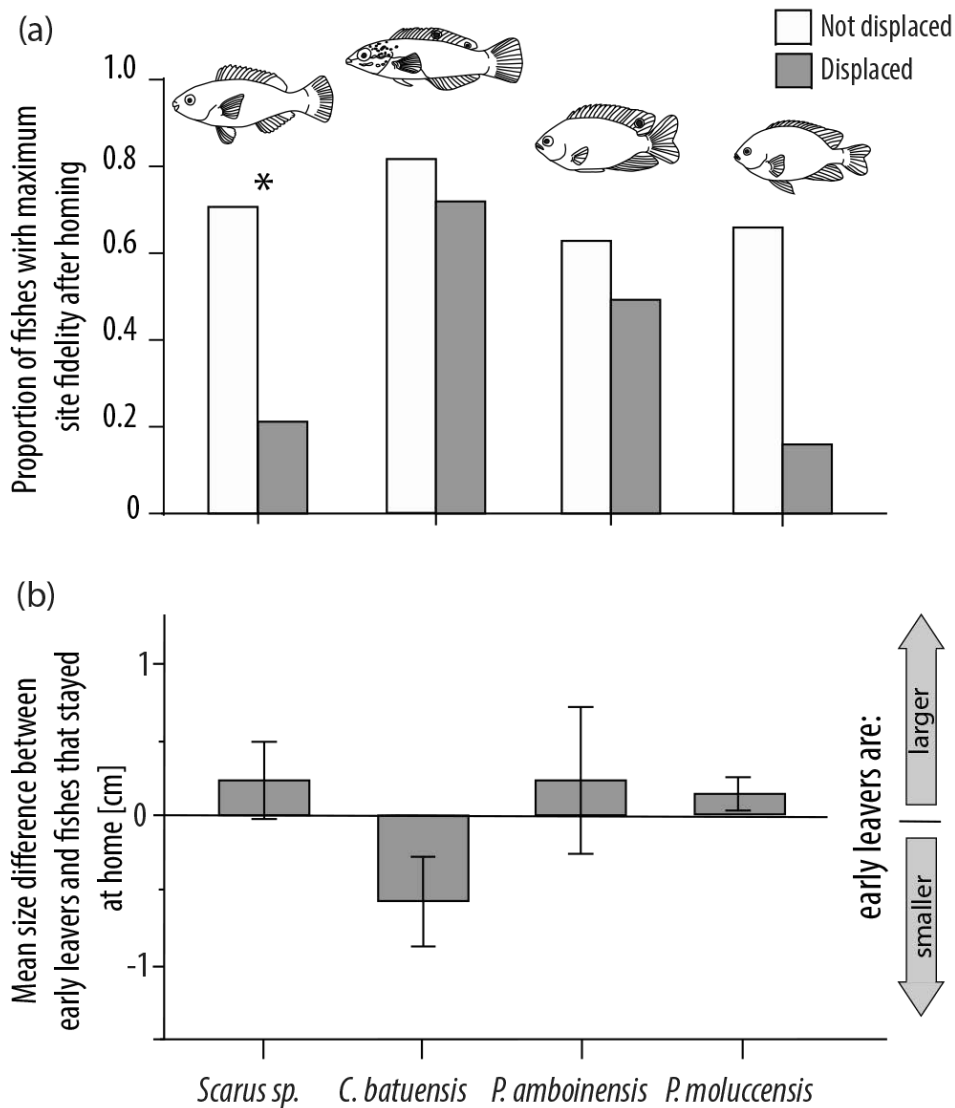 (a)
Not displaced
Displaced
Proportion of fishes wirh maximum
site fidelity after homing
1.0
0.8
0.6
0.4
0.2
0
*
(b)
Mean size difference between
early leavers and fishes that stayed
at home [cm]
1
0
-1
early leavers are:
larger
smaller
Scarus sp.
C. batuensis
P. amboinensis
P. moluccensis